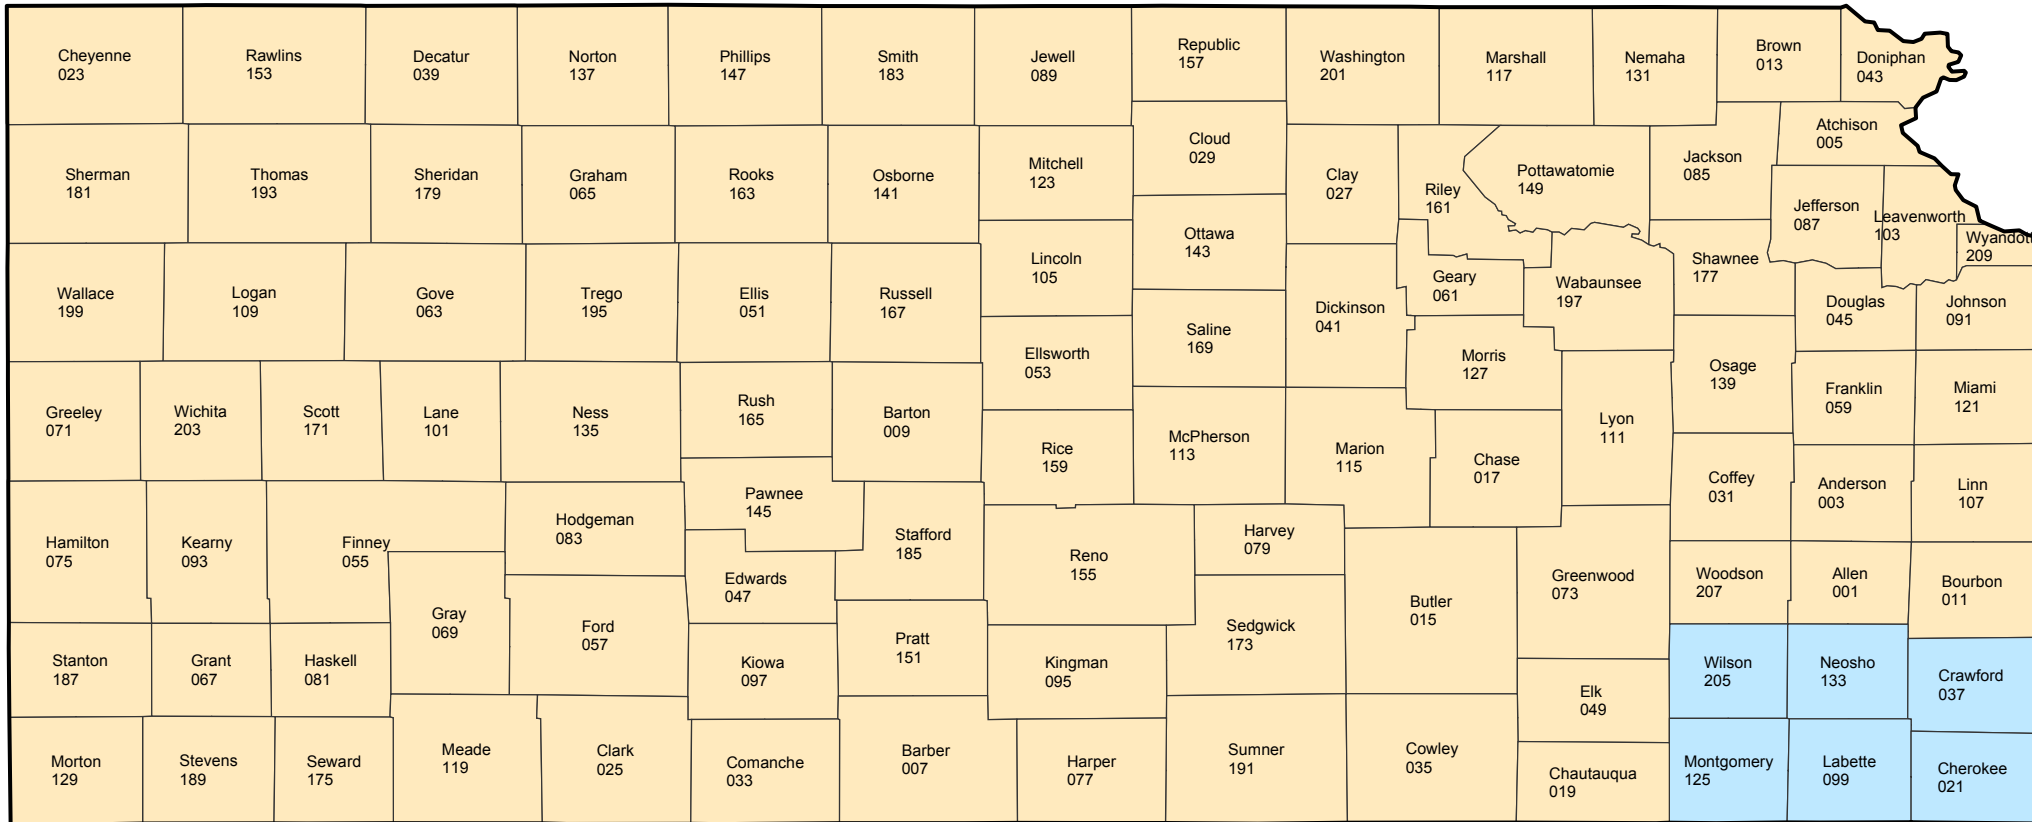 Cheyenne
023
Rawlins
153
Decatur
039
Norton
137
Phillips
147
Smith
183
Jewell
089
Republic
157
Washington
201
Marshall
117
Nemaha
131
Brown
013
Doniphan
043
Sherman
181
Thomas
193
Sheridan
179
Graham
065
Rooks
163
Osborne
141
Mitchell
123
Cloud
029
Clay
027
Riley
161
Pottawatomie
149
Jackson
085
Atchison
005
Jefferson
087
Leavenworth
103
Wyandot
209
Lincoln
105
Ottawa
143
Wallace
199
Logan
109
Gove
063
Trego
195
Ellis
051
Russell
167
Ellsworth
053
Saline
169
Dickinson
041
Geary
061
Wabaunsee
197
Shawnee
177
Douglas
045
Johnson
091
Morris
127
Osage
139
Franklin
059
Miami
121
Greeley
071
Wichita
203
Scott
171
Lane
101
Ness
135
Rush
165
Barton
009
Rice
159
McPherson
113
Marion
115
Chase
017
Lyon
111
Coffey
031
Anderson
003
Linn
107
Hamilton
075
Kearny
093
Finney
055
Hodgeman
083
Pawnee
145
Stafford
185
Reno
155
Harvey
079
Edwards
047
Gray
069
Ford
057
Butler
015
Greenwood
073
Woodson
207
Allen
001
Bourbon
011
Stanton
187
Grant
067
Haskell
081
Kiowa
097
Pratt
151
Kingman
095
Sedgwick
173
Elk
049
Wilson
205
Neosho
133
Crawford
037
Morton
129
Stevens
189
Seward
175
Meade
119
Clark
025
Comanche
033
Barber
007
Harper
077
Sumner
191
Cowley
035
Chautauqua
019
Montgomery
125
Labette
099
Cherokee
021